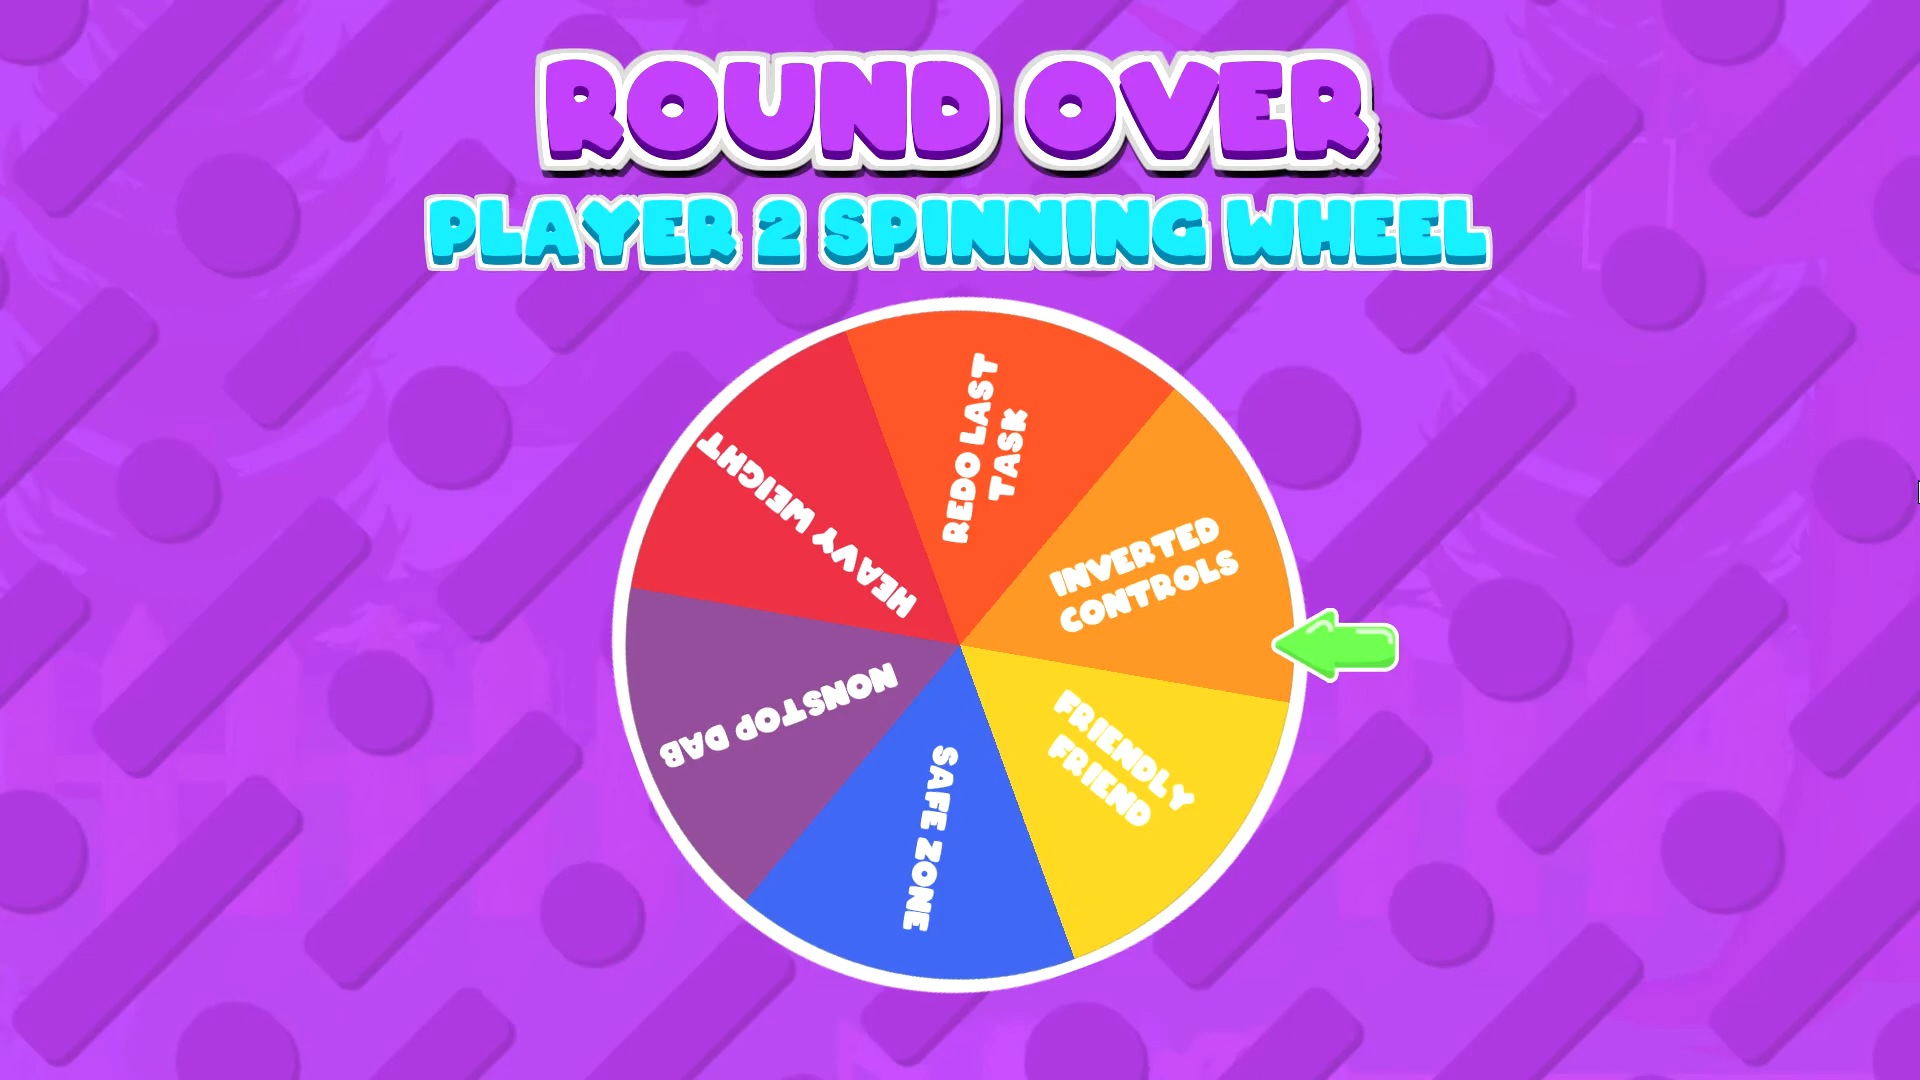 ROUND OVER
PLAYER 2 SPINNING WHEEL
REDO LAST
TASK
INVERTED
CONTROLS
FRIENDLY
FRIEND
SAFE ZONE
NONSTOP DAB
HEAVY WEIGHT